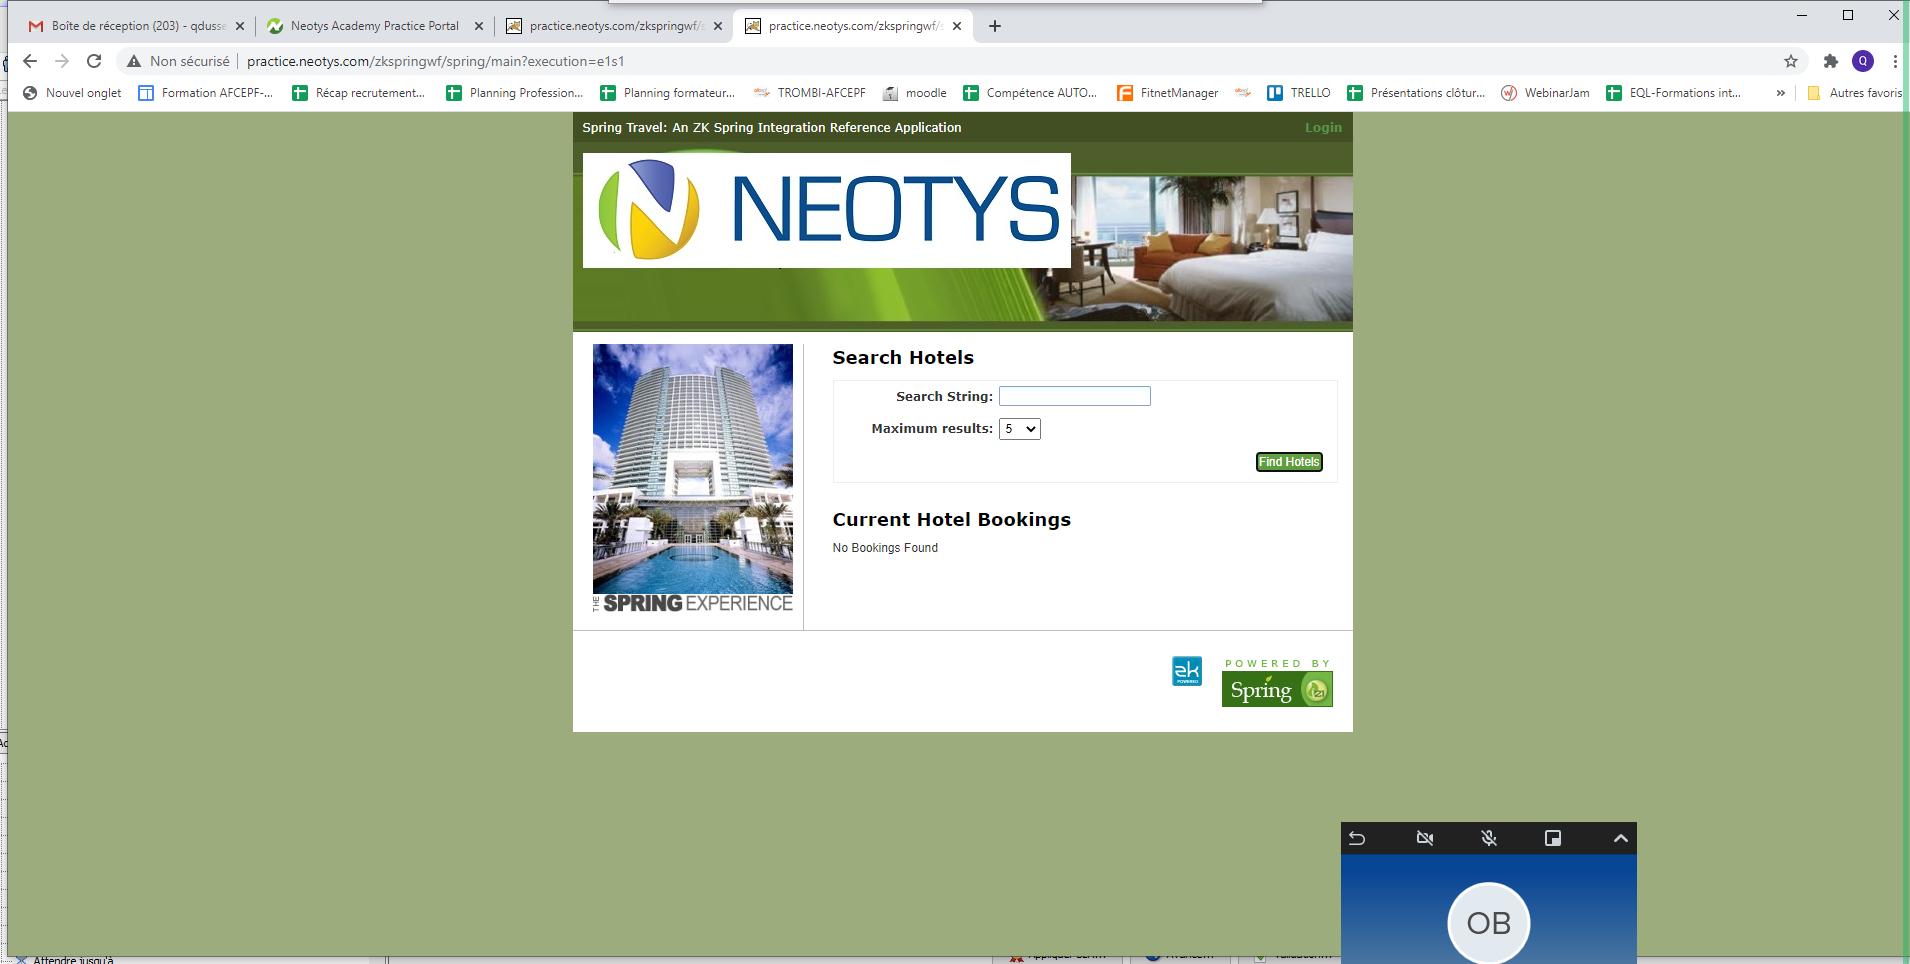 Boîte de réception (203) - qdusse
Neotys Academy Practice Portal
practice.neotys.com/zkspringwf/s
practice.neotys.com/zkspringwf/s
Non sécurisé
practice.neotys.com/zkspringwf/spring/main?execution=e1s1
Q
Nouvel onglet
Formation AFCEPF-...
Récap recrutement...
Planning Profession...
Planning formateur...
TROMBI-AFCEPF
moodle
Compétence AUTO...
FitnetManager
TRELLO
Présentations clôtur...
WebinarJam
EQL-Formations int...
»
Autres favoris
Spring Travel: An ZK Spring Integration Reference Application
Login
NEOTYS
Search Hotels
Search String:
Maximum results: 5
Find Hotels
Current Hotel Bookings
No Bookings Found
THE SPRING EXPERIENCE
zk
POWERED
POWERED BY
Spring
OB
Attendre jusqu'à